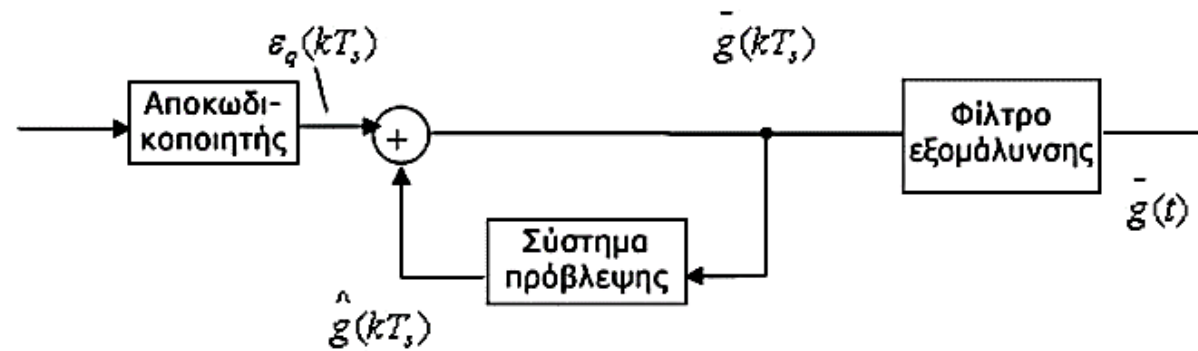 ε_q(kT_s)
g̅(kT_s)
Αποκωδι-
κοποιητής
+
Φίλτρο
εξομάλυνσης
g̅(t)
Σύστημα
πρόβλεψης
ĝ(kT_s)